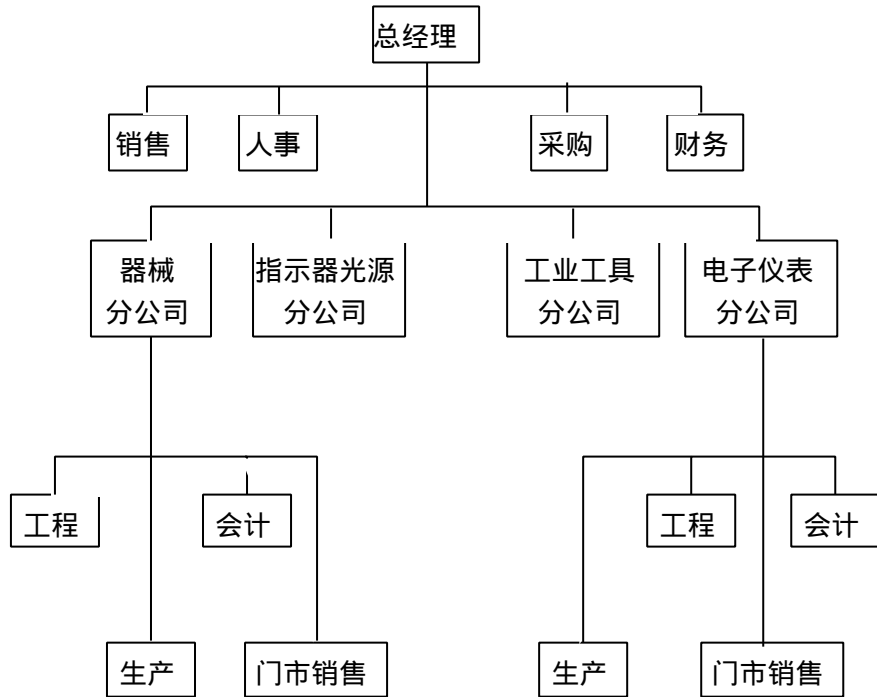 总经理
销售
人事
采购
财务
器械
分公司
指示器光源
分公司
工业工具
分公司
电子仪表
分公司
工程
会计
工程
会计
生产
门市销售
生产
门市销售